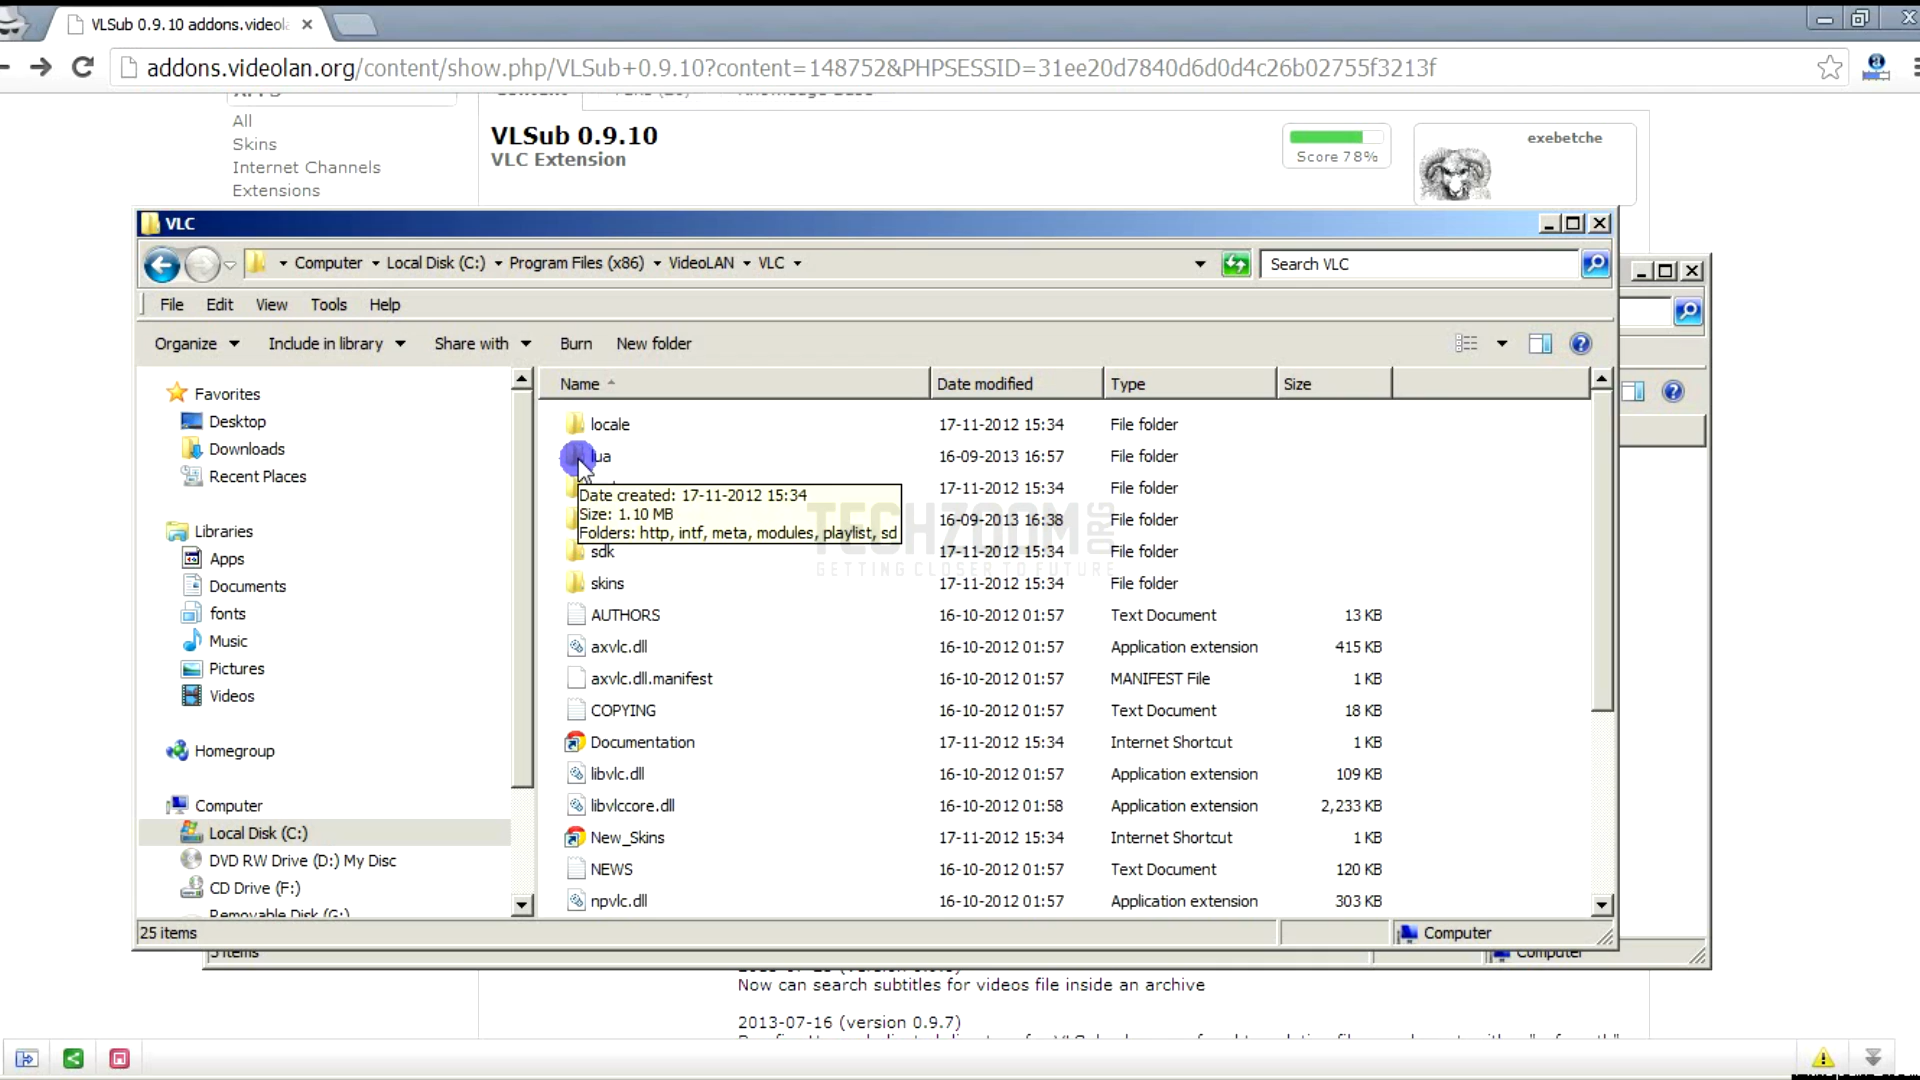 VLSub 0.9.10 addons.videola
addons.videolan.org/content/show.php/VLSub+0.9.10?content=148752&PHPSESSID=31ee20d7840d6d0d4c26b02755f3213f
All
Skins
Internet Channels
Extensions
VLSub 0.9.10
VLC Extension
Score 78%
exebetche
VLC
Computer Local Disk (C:) Program Files (x86) VideoLAN VLC
Search VLC
File Edit View Tools Help
Organize Include in library Share with Burn New folder
Name Date modified Type Size
Favorites
Desktop
Downloads
Recent Places
Libraries
Apps
Documents
fonts
Music
Pictures
Videos
Homegroup
Computer
Local Disk (C:)
DVD RW Drive (D:) My Disc
CD Drive (F:)
Removable Disk (G:)
locale 17-11-2012 15:34 File folder
lua 16-09-2013 16:57 File folder
17-11-2012 15:34 File folder
16-09-2013 16:38 File folder
sdk 17-11-2012 15:34 File folder
skins 17-11-2012 15:34 File folder
AUTHORS 16-10-2012 01:57 Text Document 13 KB
axvlc.dll 16-10-2012 01:57 Application extension 415 KB
axvlc.dll.manifest 16-10-2012 01:57 MANIFEST File 1 KB
COPYING 16-10-2012 01:57 Text Document 18 KB
Documentation 17-11-2012 15:34 Internet Shortcut 1 KB
libvlc.dll 16-10-2012 01:57 Application extension 109 KB
libvlccore.dll 16-10-2012 01:58 Application extension 2,233 KB
New_Skins 17-11-2012 15:34 Internet Shortcut 1 KB
NEWS 16-10-2012 01:57 Text Document 120 KB
npvlc.dll 16-10-2012 01:57 Application extension 303 KB
Date created: 17-11-2012 15:34
Size: 1.10 MB
Folders: http, intf, meta, modules, playlist, sd
TECHZOOM.ORG
GETTING CLOSER TO FUTURE
25 items Computer
5 items Computer
Now can search subtitles for videos file inside an archive
2013-07-16 (version 0.9.7)